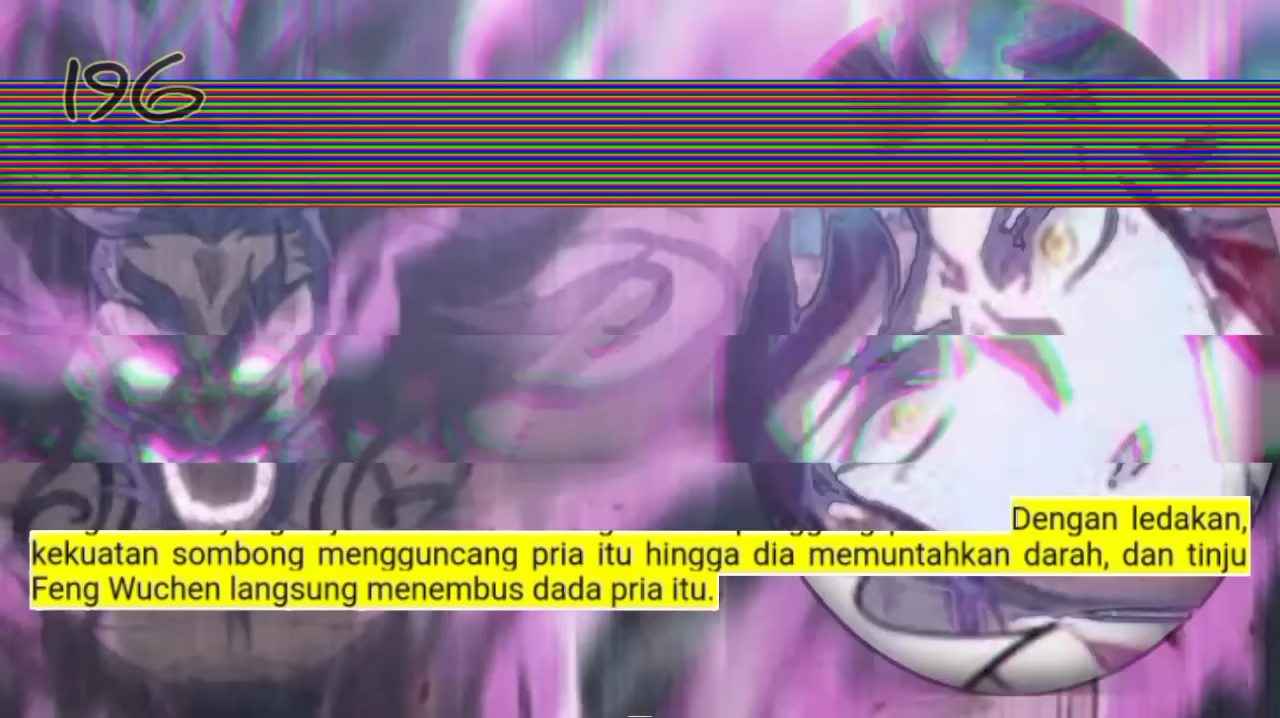 196
Dengan ledakan,
kekuatan sombong mengguncang pria itu hingga dia memuntahkan darah, dan tinju
Feng Wuchen langsung menembus dada pria itu.